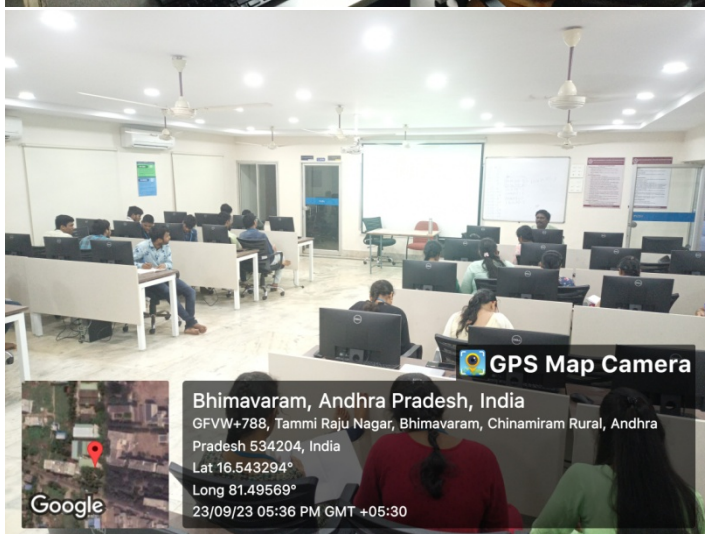 GPS Map Camera
Bhimavaram, Andhra Pradesh, India
GFVW+788, Tammi Raju Nagar, Bhimavaram, Chinamiram Rural, Andhra
Pradesh 534204, India
Lat 16.543294°
Long 81.49569°
23/09/23 05:36 PM GMT +05:30
Google